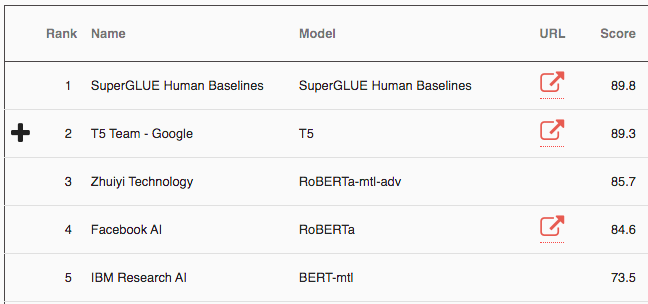 Rank Name Model URL Score
1 SuperGLUE Human Baselines SuperGLUE Human Baselines 89.8
2 T5 Team - Google T5 89.3
3 Zhuiyi Technology RoBERTa-mtl-adv 85.7
4 Facebook AI RoBERTa 84.6
5 IBM Research AI BERT-mtl 73.5